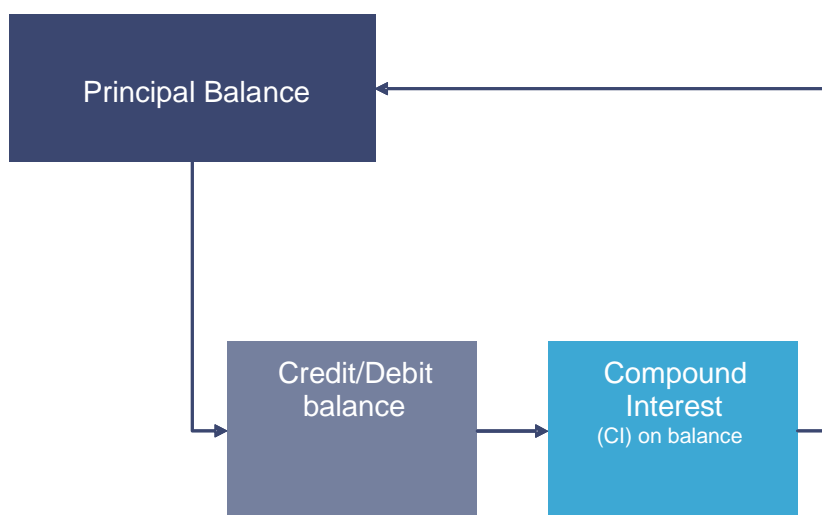 Principal Balance
Credit/Debit
balance
Compound
Interest
(CI) on balance